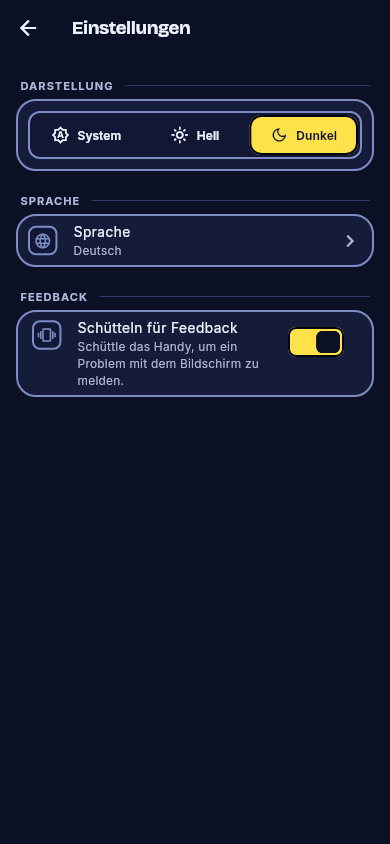 Einstellungen
DARSTELLUNG
System
Hell
Dunkel
SPRACHE
Sprache
Deutsch
FEEDBACK
Schütteln für Feedback
Schüttle das Handy, um ein
Problem mit dem Bildschirm zu
melden.